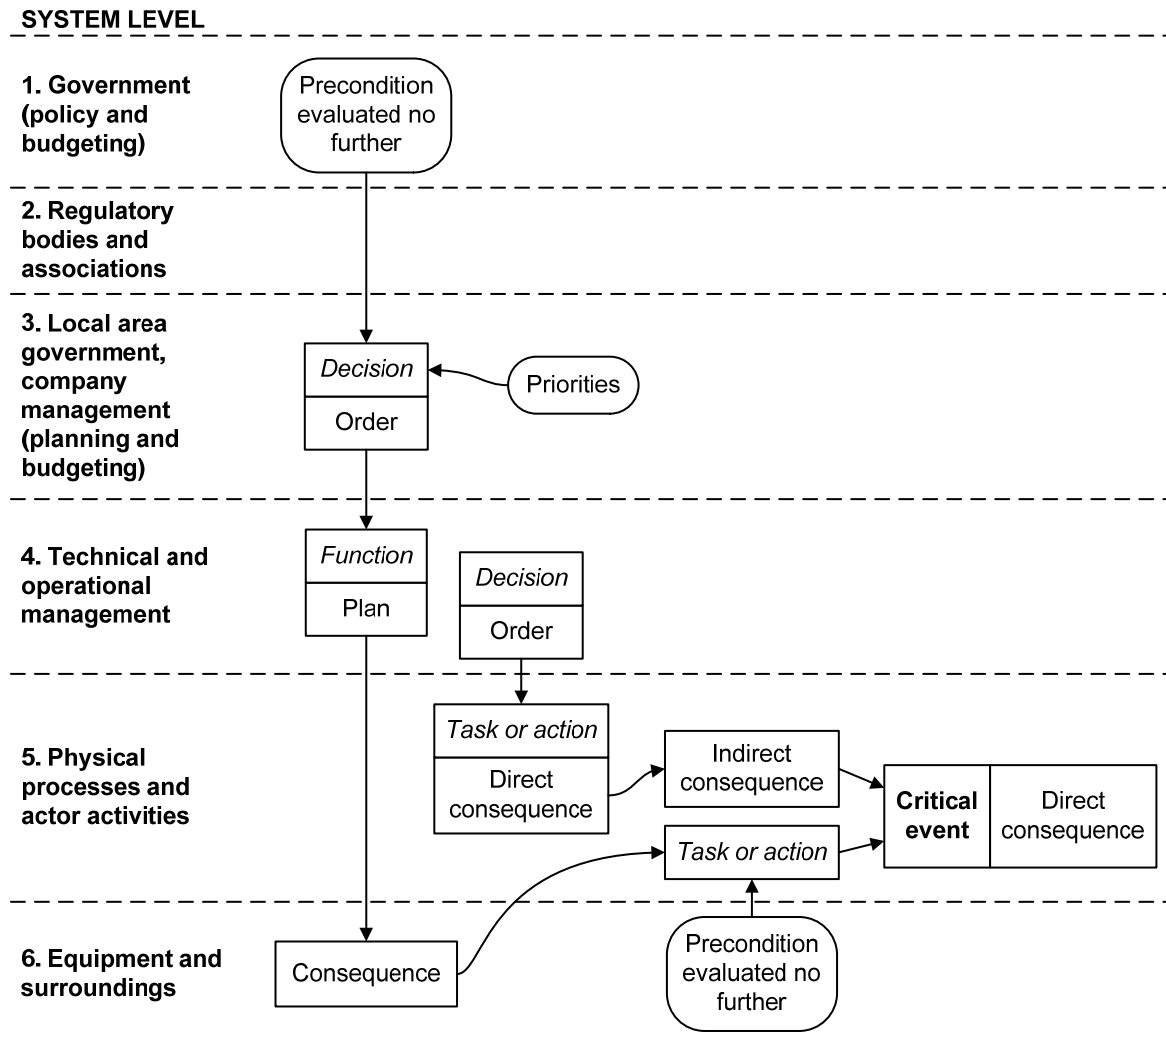 SYSTEM LEVEL
1. Government
(policy and
budgeting)
Precondition
evaluated no
further
2. Regulatory
bodies and
associations
3. Local area
government,
company
management
(planning and
budgeting)
Decision
Order
Priorities
4. Technical and
operational
management
Function
Plan
Decision
Order
5. Physical
processes and
actor activities
Task or action
Direct
consequence
Indirect
consequence
Task or action
Critical
event
Direct
consequence
6. Equipment and
surroundings
Consequence
Precondition
evaluated no
further